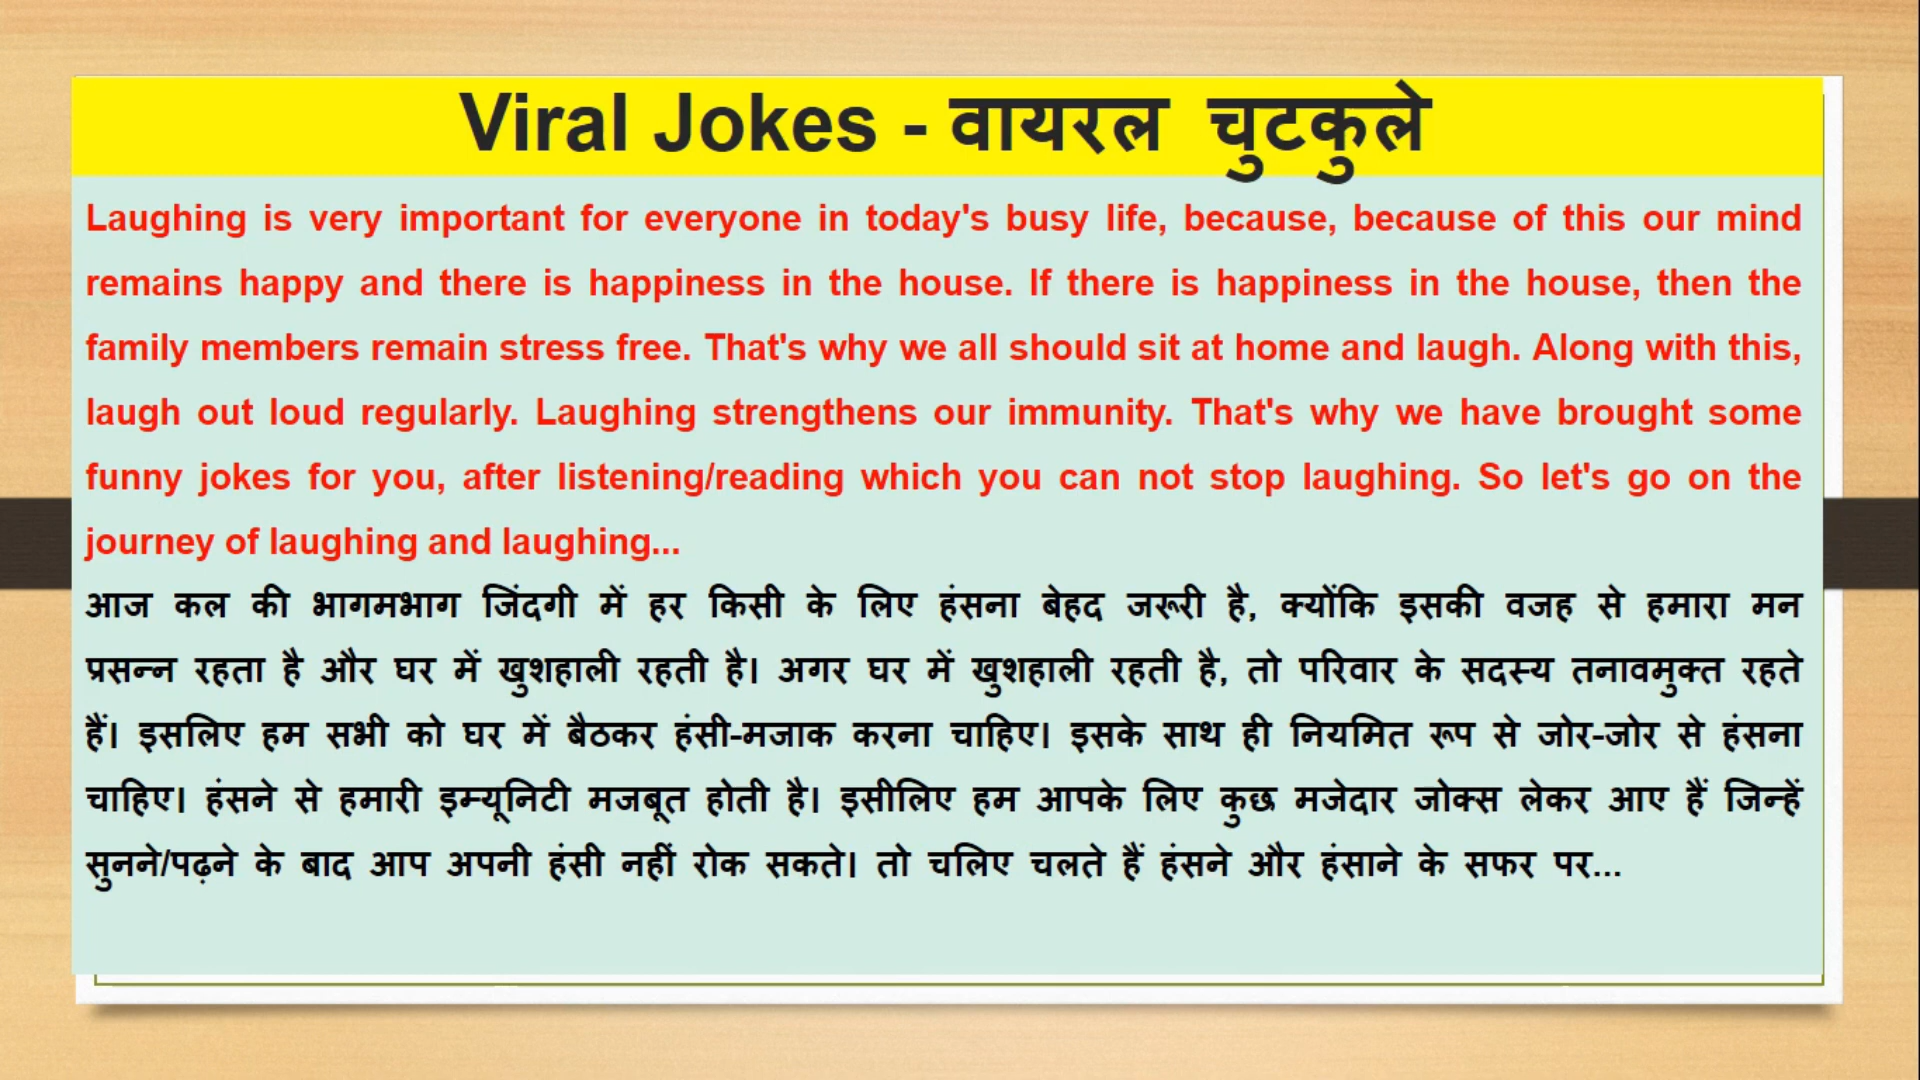 Viral Jokes - वायरल चुटकुले
Laughing is very important for everyone in today's busy life, because, because of this our mind
remains happy and there is happiness in the house. If there is happiness in the house, then the
family members remain stress free. That's why we all should sit at home and laugh. Along with this,
laugh out loud regularly. Laughing strengthens our immunity. That's why we have brought some
funny jokes for you, after listening/reading which you can not stop laughing. So let's go on the
journey of laughing and laughing...
आज कल की भागमभाग जिंदगी में हर किसी के लिए हंसना बेहद जरूरी है, क्योंकि इसकी वजह से हमारा मन
प्रसन्न रहता है और घर में खुशहाली रहती है। अगर घर में खुशहाली रहती है, तो परिवार के सदस्य तनावमुक्त रहते
हैं। इसलिए हम सभी को घर में बैठकर हंसी-मजाक करना चाहिए। इसके साथ ही नियमित रूप से जोर-जोर से हंसना
चाहिए। हंसने से हमारी इम्यूनिटी मजबूत होती है। इसीलिए हम आपके लिए कुछ मजेदार जोक्स लेकर आए हैं जिन्हें
सुनने/पढ़ने के बाद आप अपनी हंसी नहीं रोक सकते। तो चलिए चलते हैं हंसने और हंसाने के सफर पर...